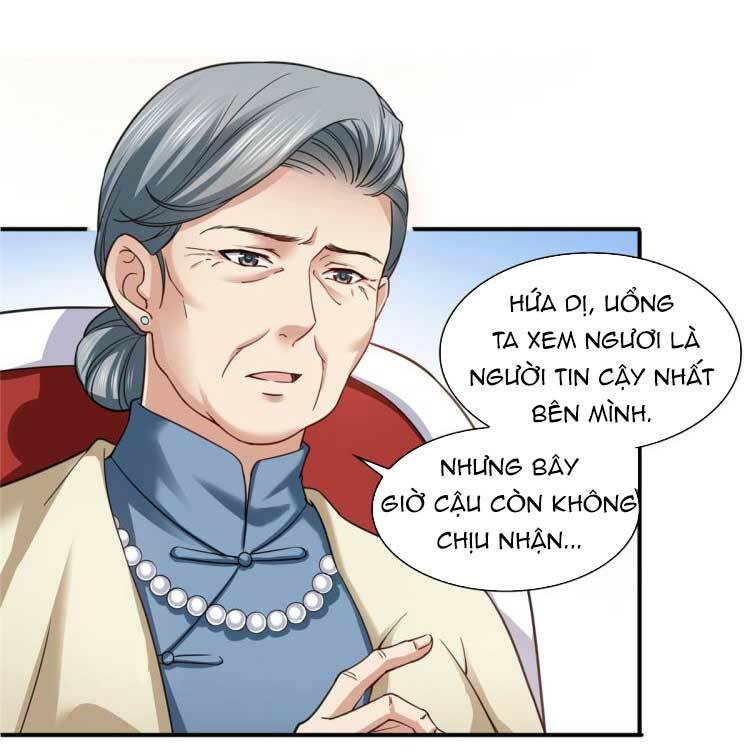 HỨA DỊ, UỔNG
TA XEM NGƯƠI LÀ
NGƯỜI TIN CẬY NHẤT
BÊN MÌNH.
NHƯNG BÂY
GIỜ CẬU CÒN KHÔNG
CHỊU NHẬN...